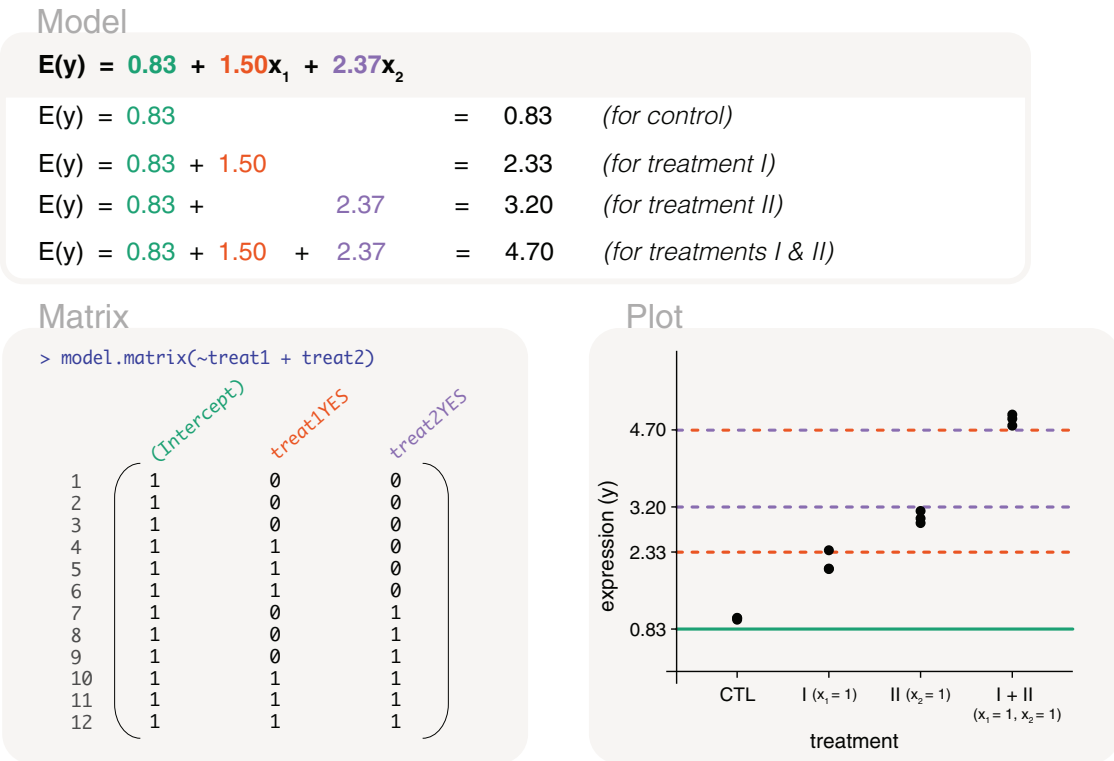 Model
E(y) = 0.83 + 1.50x₁ + 2.37x₂
E(y) = 0.83 = 0.83 (for control)
E(y) = 0.83 + 1.50 = 2.33 (for treatment I)
E(y) = 0.83 + 2.37 = 3.20 (for treatment II)
E(y) = 0.83 + 1.50 + 2.37 = 4.70 (for treatments I & II)
Matrix
> model.matrix(~treat1 + treat2)
(Intercept) treat1YES treat2YES
1 1 0 0
2 1 0 0
3 1 0 0
4 1 1 0
5 1 1 0
6 1 1 0
7 1 0 1
8 1 0 1
9 1 0 1
10 1 1 1
11 1 1 1
12 1 1 1
Plot
expression (y)
4.70
3.20
2.33
0.83
CTL I (x₁ = 1) II (x₂ = 1) I + II
(x₁ = 1, x₂ = 1)
treatment